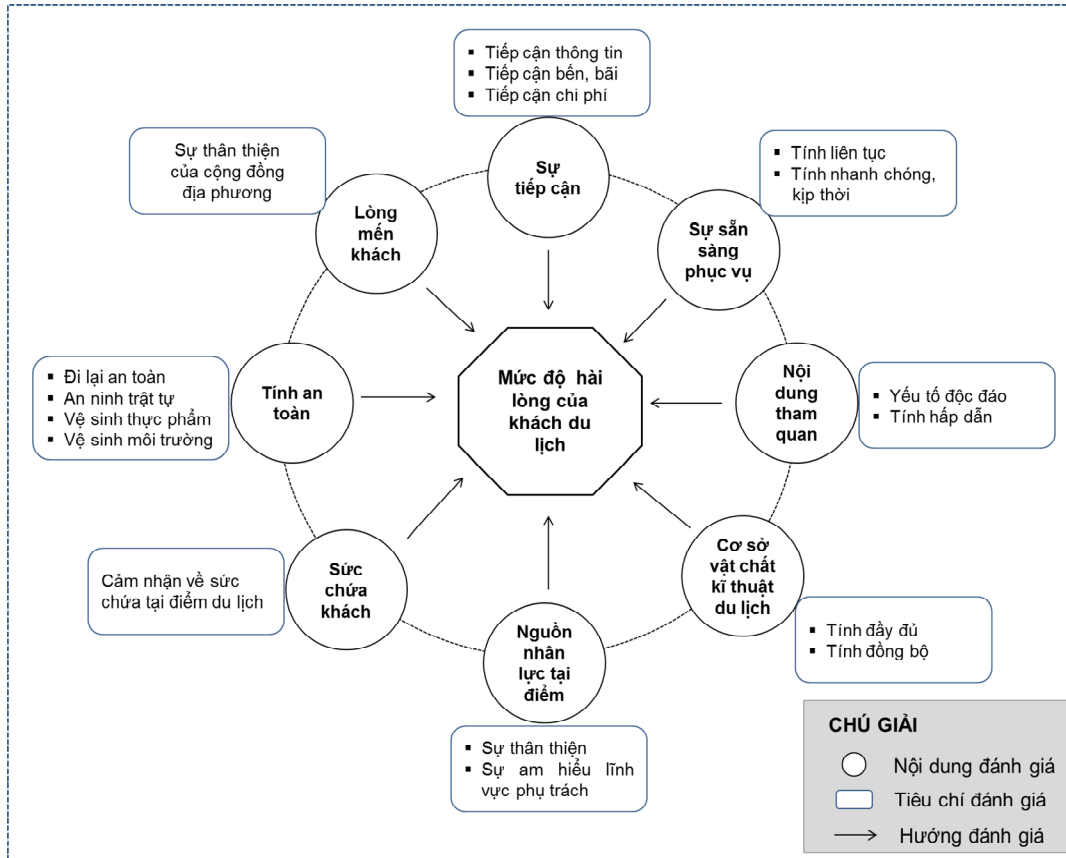 ▪ Tiếp cận thông tin
▪ Tiếp cận bến, bãi
▪ Tiếp cận chi phí
Sự
tiếp cận
▪ Tính liên tục
▪ Tính nhanh chóng,
kịp thời
Sự sẵn
sàng
phục vụ
▪ Yếu tố độc đáo
▪ Tính hấp dẫn
Nội
dung
tham
quan
▪ Tính đầy đủ
▪ Tính đồng bộ
Cơ sở
vật chất
kĩ thuật
du lịch
▪ Sự thân thiện
▪ Sự am hiểu lĩnh
vực phụ trách
Nguồn
nhân
lực tại
điểm
Cảm nhận về sức
chứa tại điểm du lịch
Sức
chứa
khách
▪ Đi lại an toàn
▪ An ninh trật tự
▪ Vệ sinh thực phẩm
▪ Vệ sinh môi trường
Tính an
toàn
Sự thân thiện
của cộng đồng
địa phương
Lòng
mến
khách
Mức độ hài
lòng của
khách du
lịch
CHÚ GIẢI
Nội dung đánh giá
Tiêu chí đánh giá
Hướng đánh giá